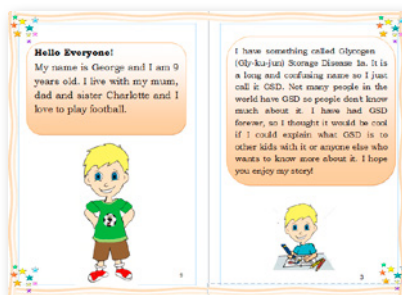 Hello Everyone!
My name is George and I am 9
years old. I live with my mum,
dad and sister Charlotte and I
love to play football.
I have something called Glycogen
(Gly-ku-jun) Storage Disease 1a. It is
a long and confusing name so I just
call it GSD. Not many people in the
world have GSD so people don't know
much about it. I have had GSD
forever, so I thought it would be cool
if I could explain what GSD is to
other kids with it or anyone else who
wants to know more about it. I hope
you enjoy my story!
3